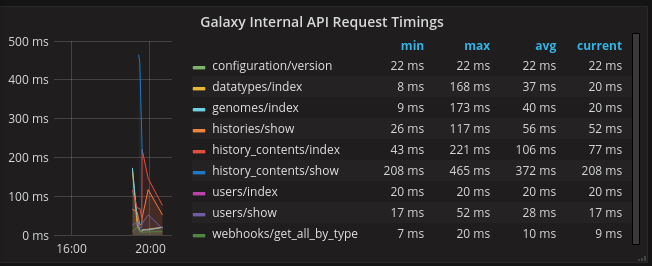 Galaxy Internal API Request Timings
500 ms
400 ms
300 ms
200 ms
100 ms
0 ms
16:00 20:00
min max avg current
configuration/version 22 ms 22 ms 22 ms 22 ms
datatypes/index 8 ms 168 ms 37 ms 20 ms
genomes/index 9 ms 173 ms 40 ms 20 ms
histories/show 26 ms 117 ms 56 ms 52 ms
history_contents/index 43 ms 221 ms 106 ms 77 ms
history_contents/show 208 ms 465 ms 372 ms 208 ms
users/index 20 ms 20 ms 20 ms 20 ms
users/show 17 ms 52 ms 28 ms 17 ms
webhooks/get_all_by_type 7 ms 20 ms 10 ms 9 ms